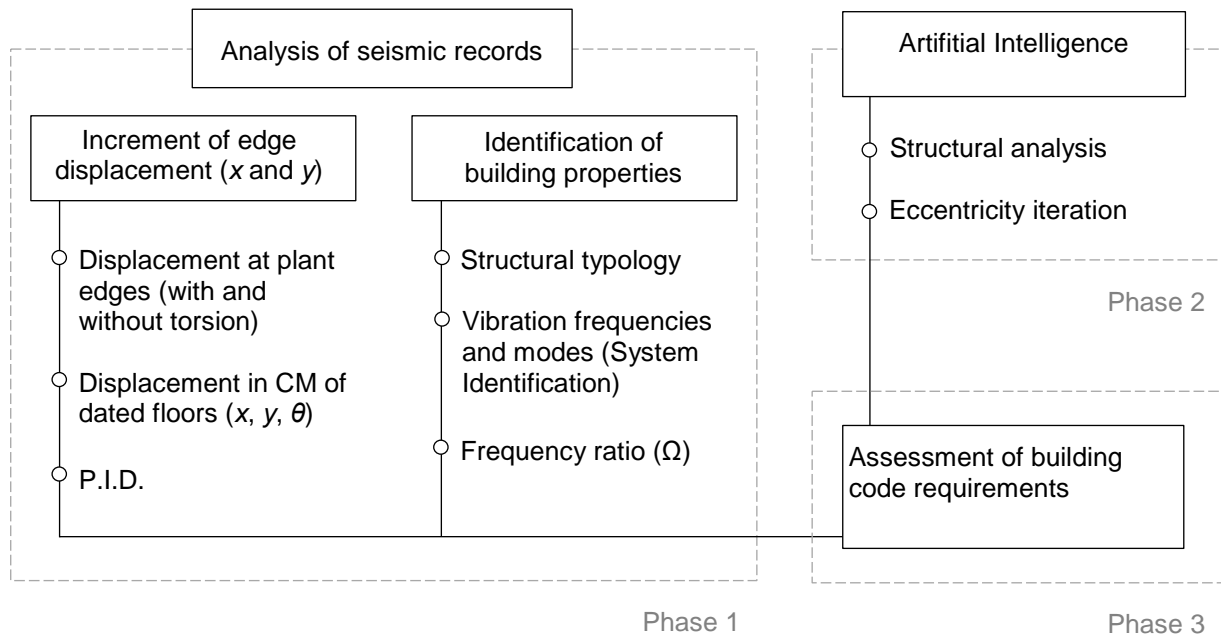 Analysis of seismic records
Increment of edge
displacement (x and y)
Displacement at plant
edges (with and
without torsion)
Displacement in CM of
dated floors (x, y, θ)
P.I.D.
Identification of
building properties
Structural typology
Vibration frequencies
and modes (System
Identification)
Frequency ratio (Ω)
Phase 1
Artifitial Intelligence
Structural analysis
Eccentricity iteration
Phase 2
Assessment of building
code requirements
Phase 3